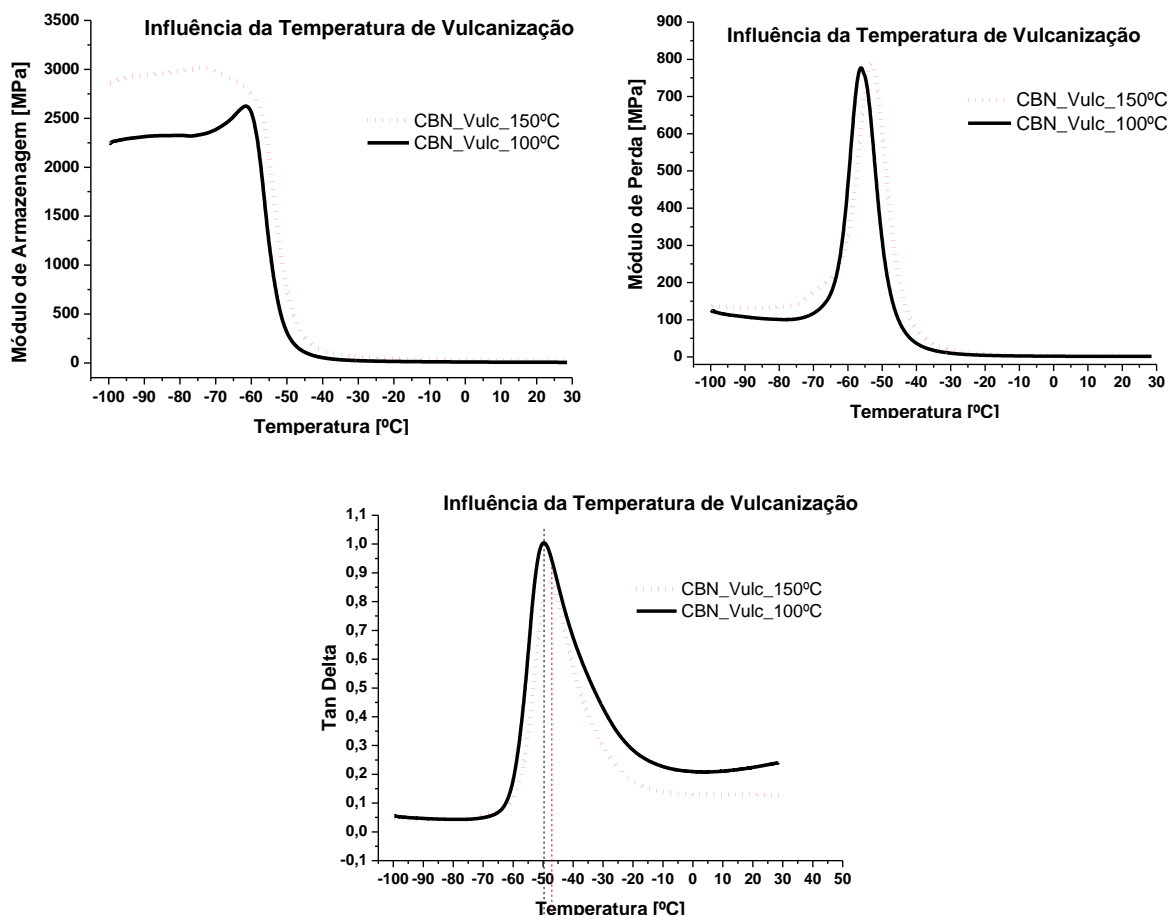 Influência da Temperatura de Vulcanização
Módulo de Armazenagem [MPa]
3500
3000
2500
2000
1500
1000
500
0
CBN_Vulc_150ºC
CBN_Vulc_100ºC
-100 -90 -80 -70 -60 -50 -40 -30 -20 -10 0 10 20 30
Temperatura [ºC]
Influência da Temperatura de Vulcanização
Módulo de Perda [MPa]
900
800
700
600
500
400
300
200
100
0
CBN_Vulc_150ºC
CBN_Vulc_100ºC
-100 -90 -80 -70 -60 -50 -40 -30 -20 -10 0 10 20 30
Temperatura [ºC]
Influência da Temperatura de Vulcanização
Tan Delta
1,1
1,0
0,9
0,8
0,7
0,6
0,5
0,4
0,3
0,2
0,1
0,0
-0,1
CBN_Vulc_150ºC
CBN_Vulc_100ºC
-100 -90 -80 -70 -60 -50 -40 -30 -20 -10 0 10 20 30 40 50
Temperatura [ºC]